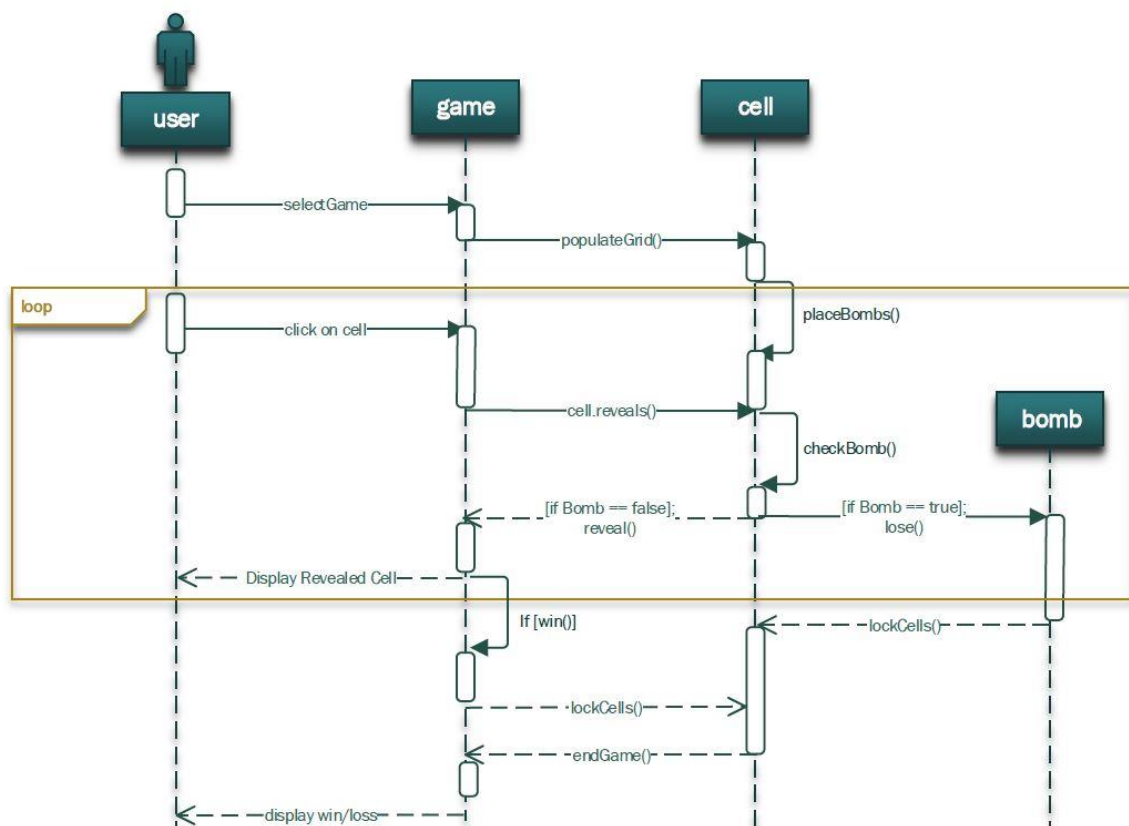 user
game
cell
selectGame
populateGrid()
loop
placeBombs()
click on cell
cell.reveals()
bomb
checkBomb()
[if Bomb == false];
reveal()
[if Bomb == true];
lose()
Display Revealed Cell
If [win()]
lockCells()
lockCells()
endGame()
display win/loss